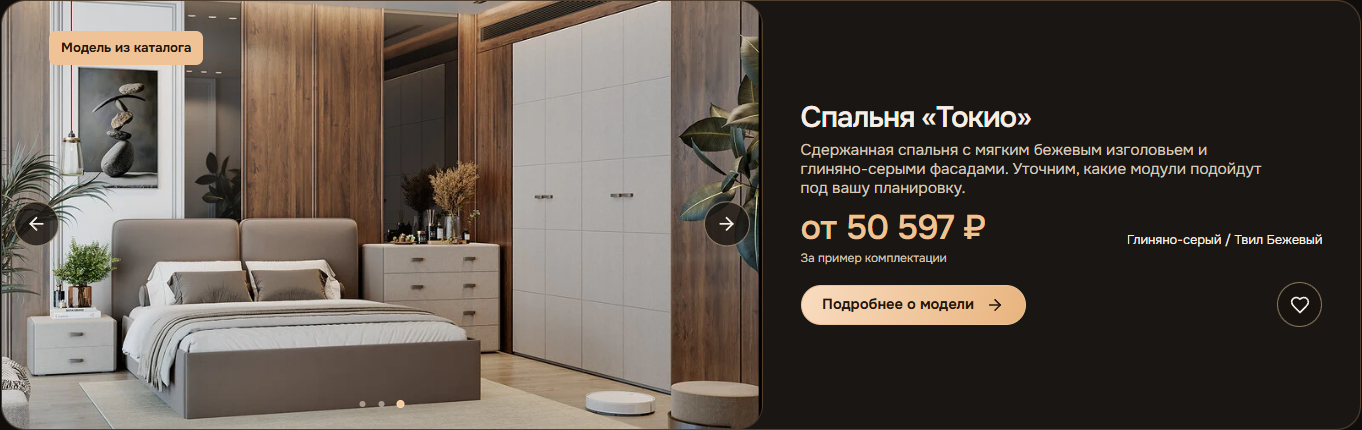 Модель из каталога
Спальня «Токио»
Сдержанная спальня с мягким бежевым изголовьем и
глиняно-серыми фасадами. Уточним, какие модули подойдут
под вашу планировку.
от 50 597 ₽
Глиняно-серый / Твил Бежевый
За пример комплектации
Подробнее о модели